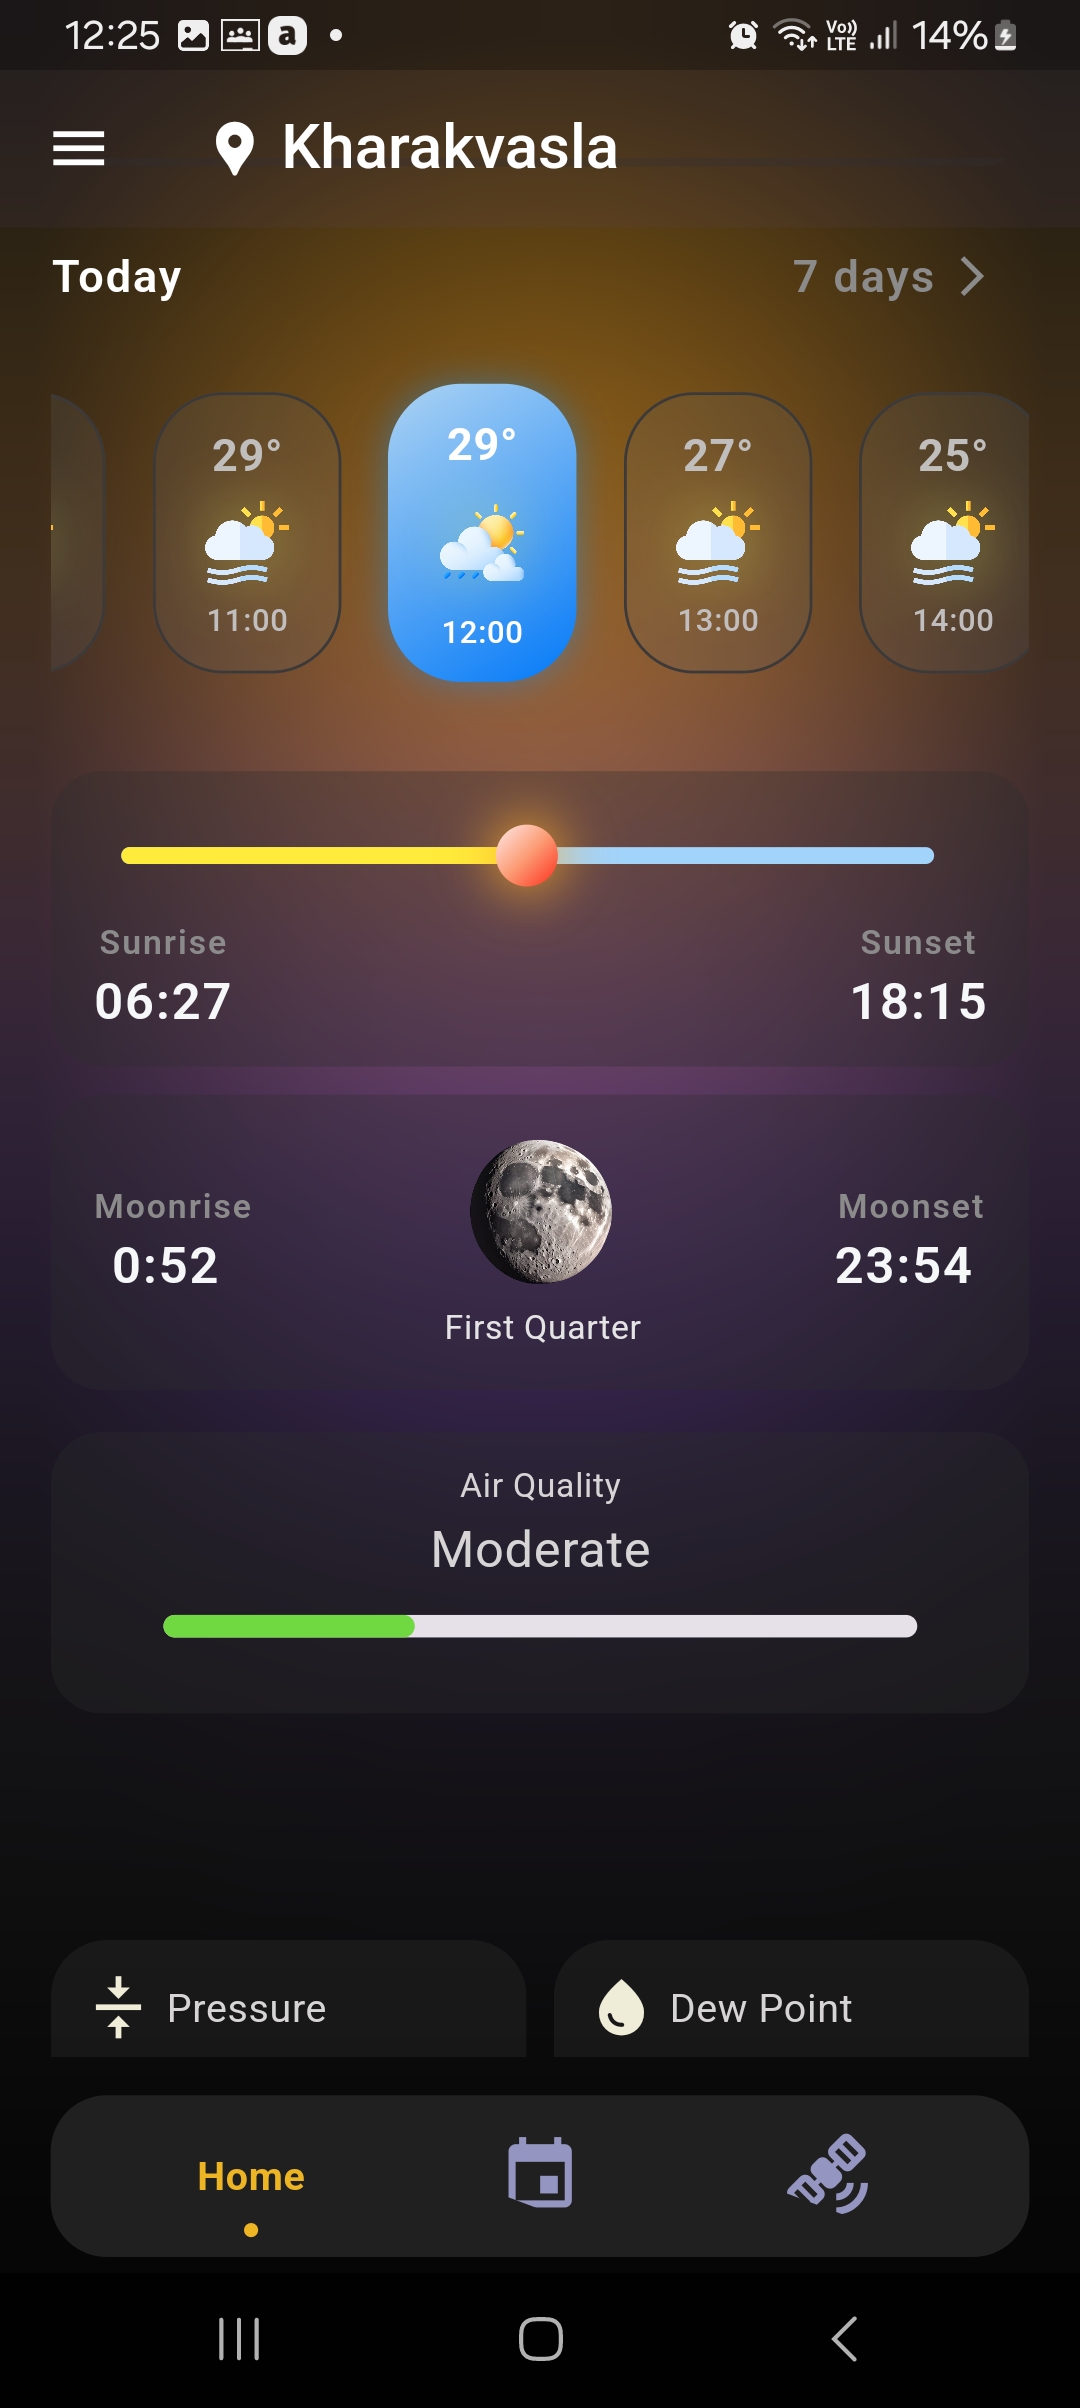 12:25 a Vo)) LTE 14%
Kharakvasla
Today 7 days
29° 29° 27° 25°
11:00 12:00 13:00 14:00
Sunrise Sunset
06:27 18:15
Moonrise Moonset
0:52 23:54
First Quarter
Air Quality
Moderate
Pressure Dew Point
Home